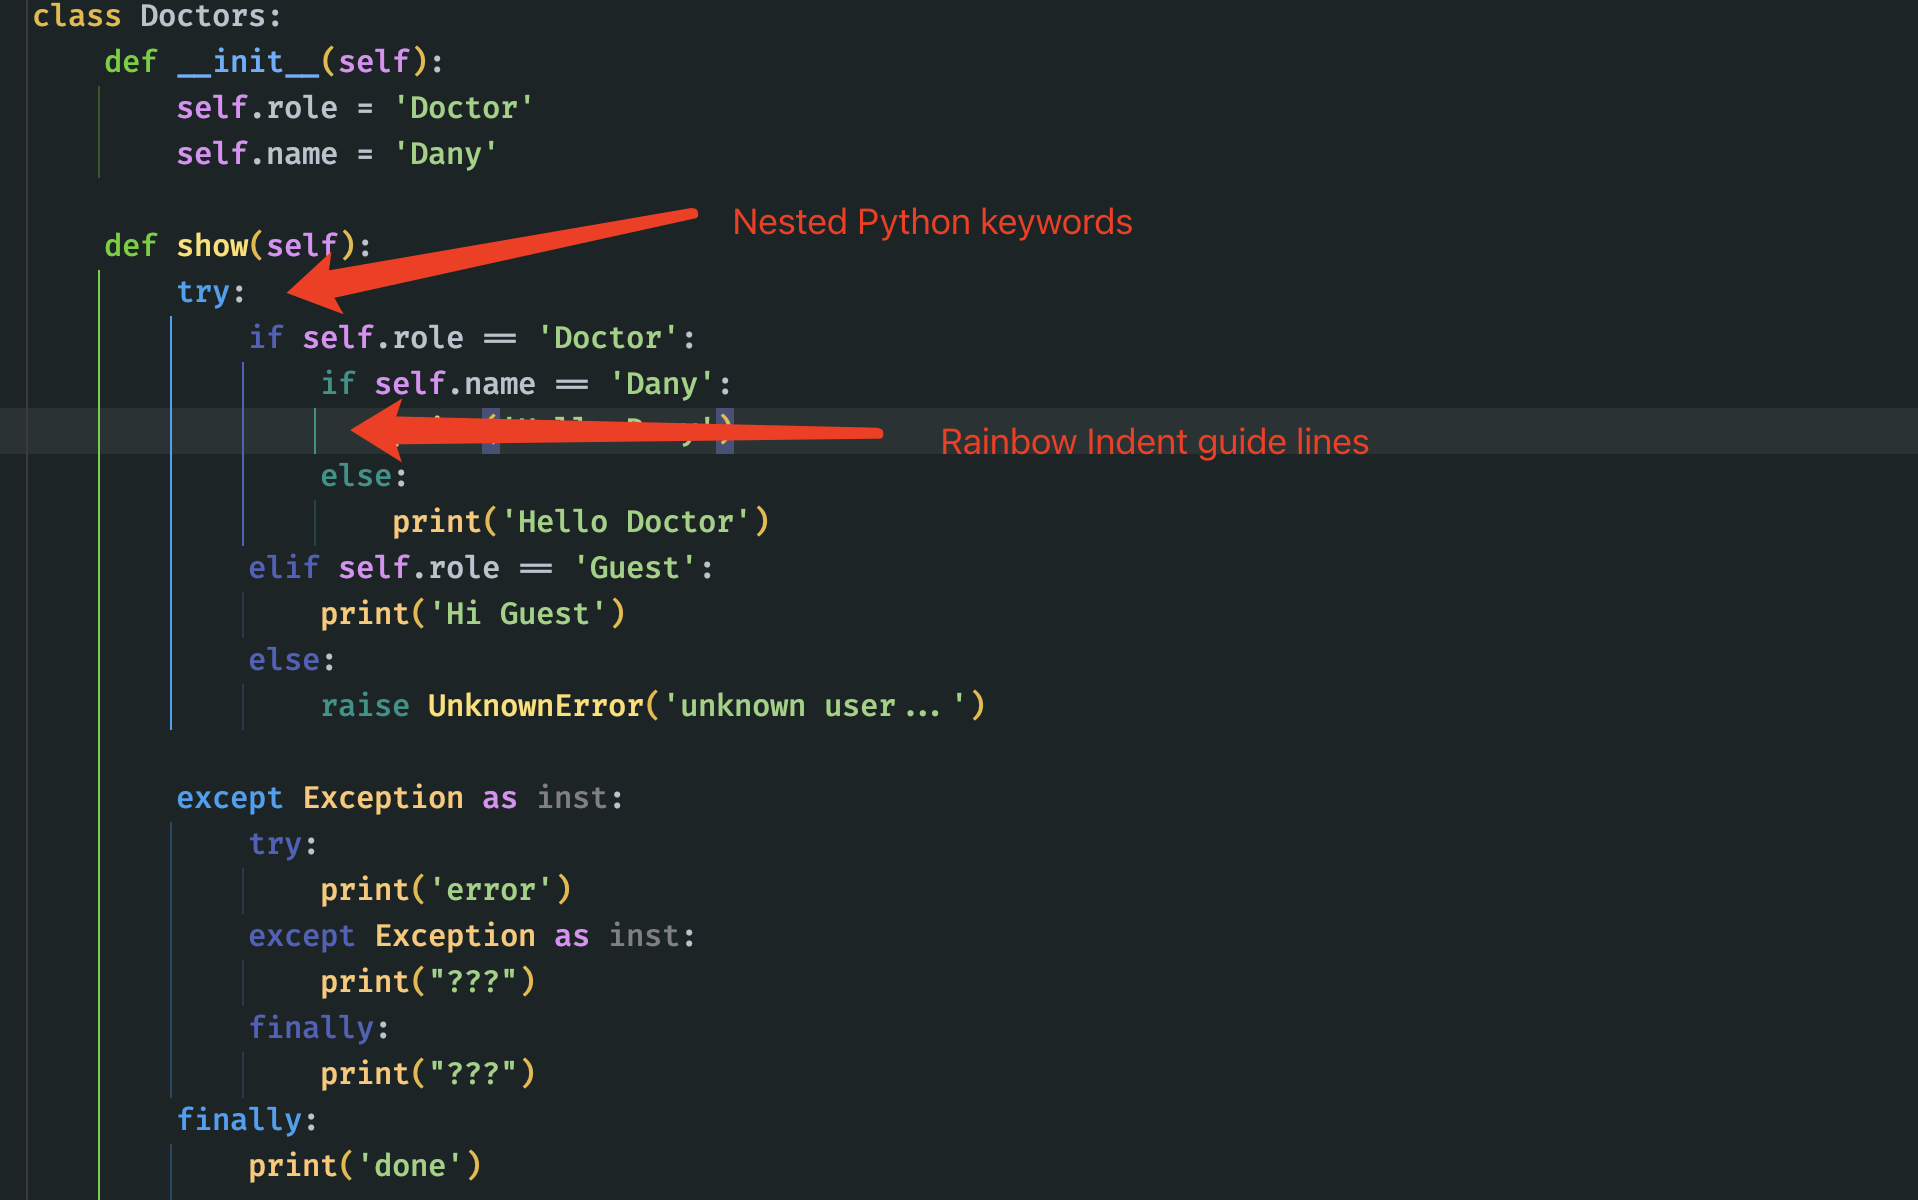 class Doctors:
    def __init__(self):
        self.role = 'Doctor'
        self.name = 'Dany'
Nested Python keywords
    def show(self):
        try:
            if self.role == 'Doctor':
                if self.name == 'Dany':
Rainbow Indent guide lines
                else:
                    print('Hello Doctor')
            elif self.role == 'Guest':
                print('Hi Guest')
            else:
                raise UnknownError('unknown user...')
        except Exception as inst:
            try:
                print('error')
            except Exception as inst:
                print("???")
            finally:
                print("???")
        finally:
            print('done')